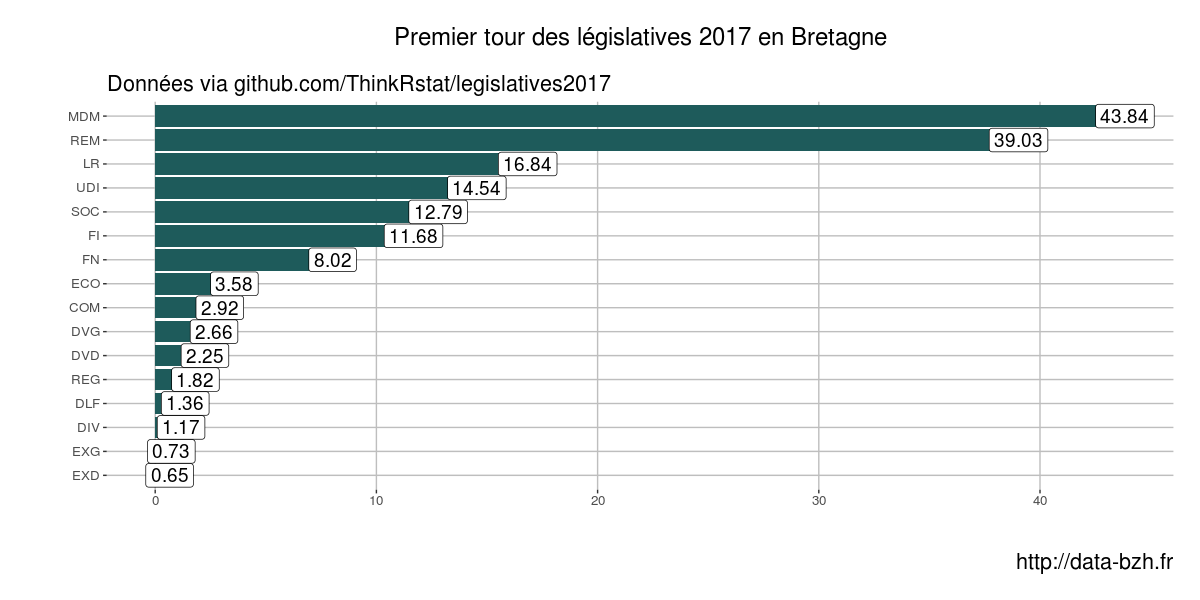 Premier tour des législatives 2017 en Bretagne
Données via github.com/ThinkRstat/legislatives2017
MDM 43.84
REM 39.03
LR 16.84
UDI 14.54
SOC 12.79
FI 11.68
FN 8.02
ECO 3.58
COM 2.92
DVG 2.66
DVD 2.25
REG 1.82
DLF 1.36
DIV 1.17
EXG 0.73
EXD 0.65
0 10 20 30 40
http://data-bzh.fr